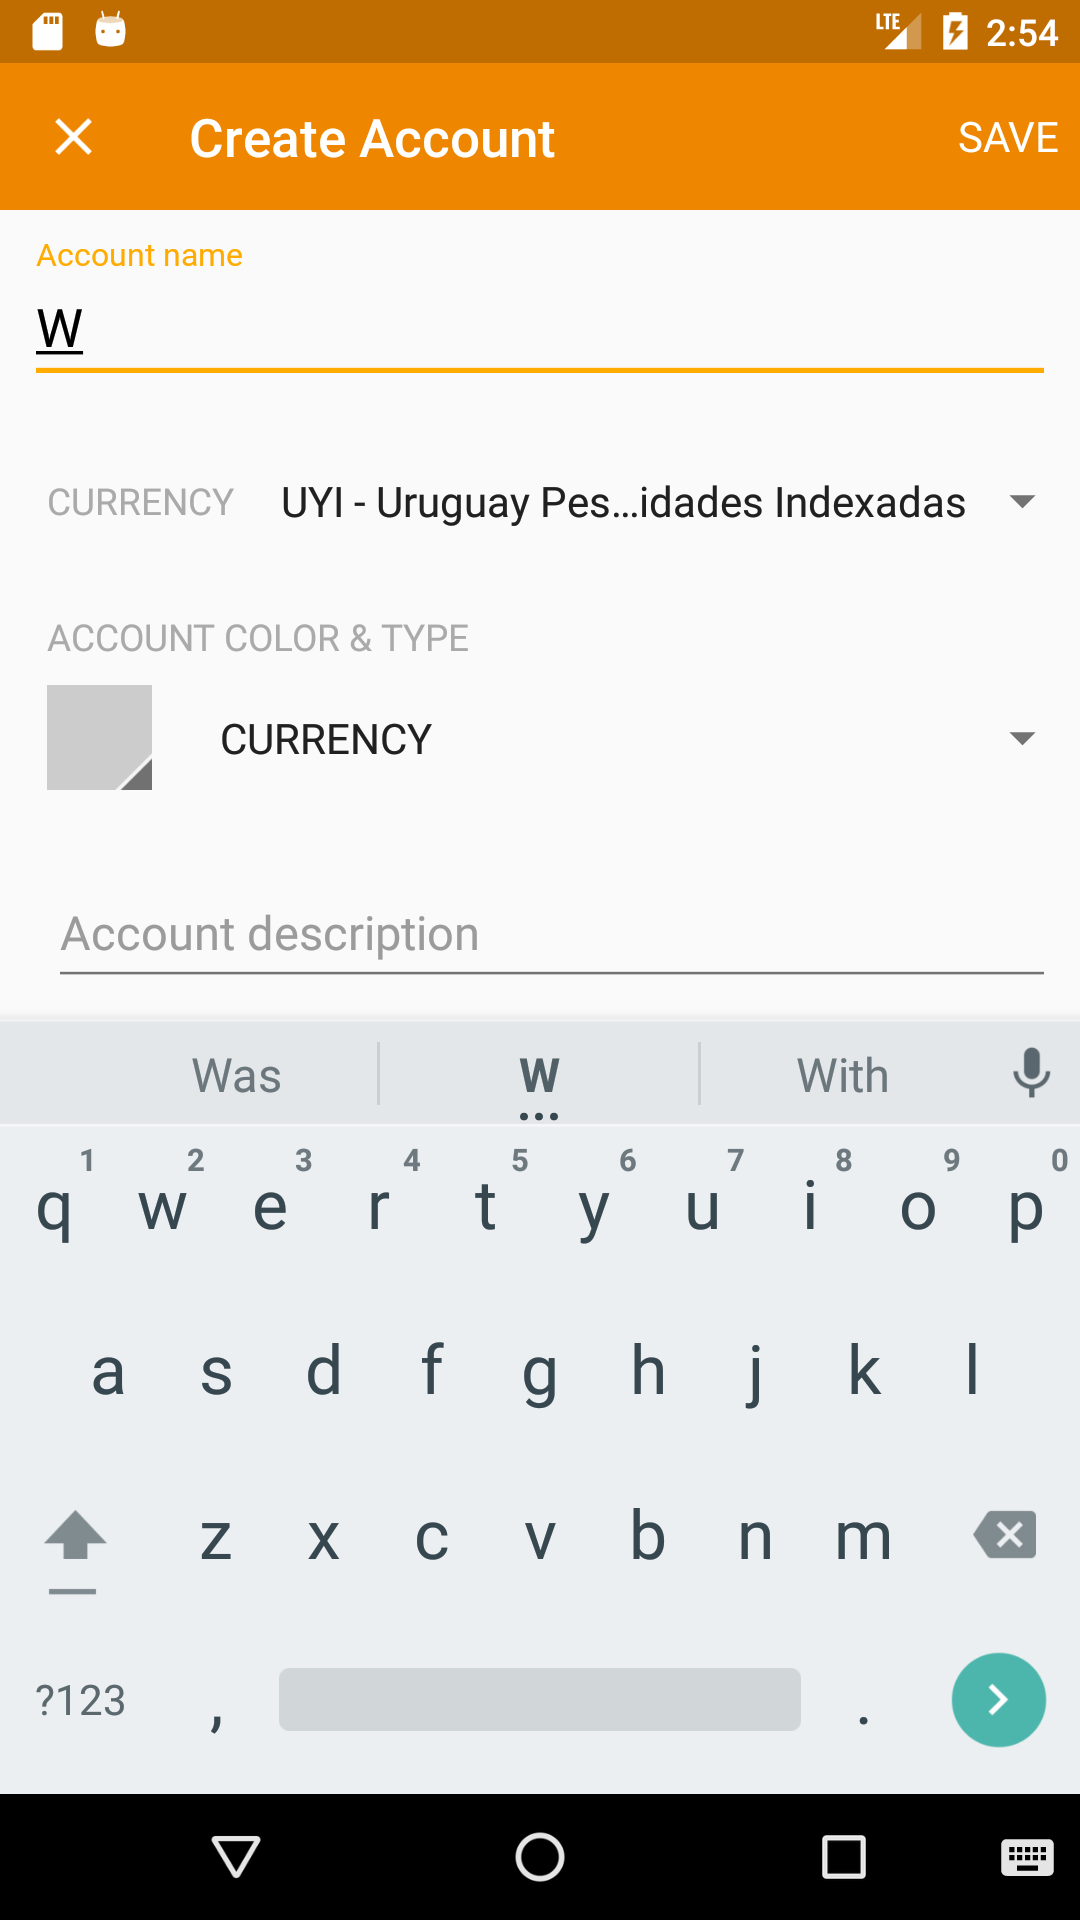 LTE 2:54
Create Account SAVE
Account name
W
CURRENCY UYI - Uruguay Pes...idades Indexadas
ACCOUNT COLOR & TYPE
CURRENCY
Account description
Was W With
1 2 3 4 5 6 7 8 9 0
q w e r t y u i o p
a s d f g h j k l
z x c v b n m
?123 , .